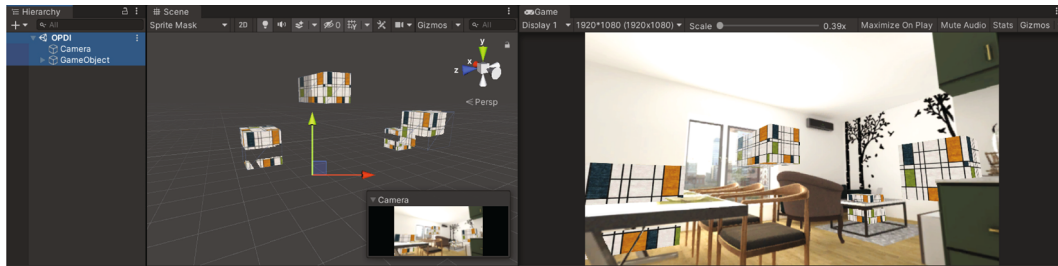 Hierarchy
All
OPDI
Camera
GameObject
Scene
Sprite Mask
2D
0
Gizmos
All
y
x
z
Persp
Camera
Game
Display 1
1920*1080 (1920x1080)
Scale
0.39x
Maximize On Play
Mute Audio
Stats
Gizmos